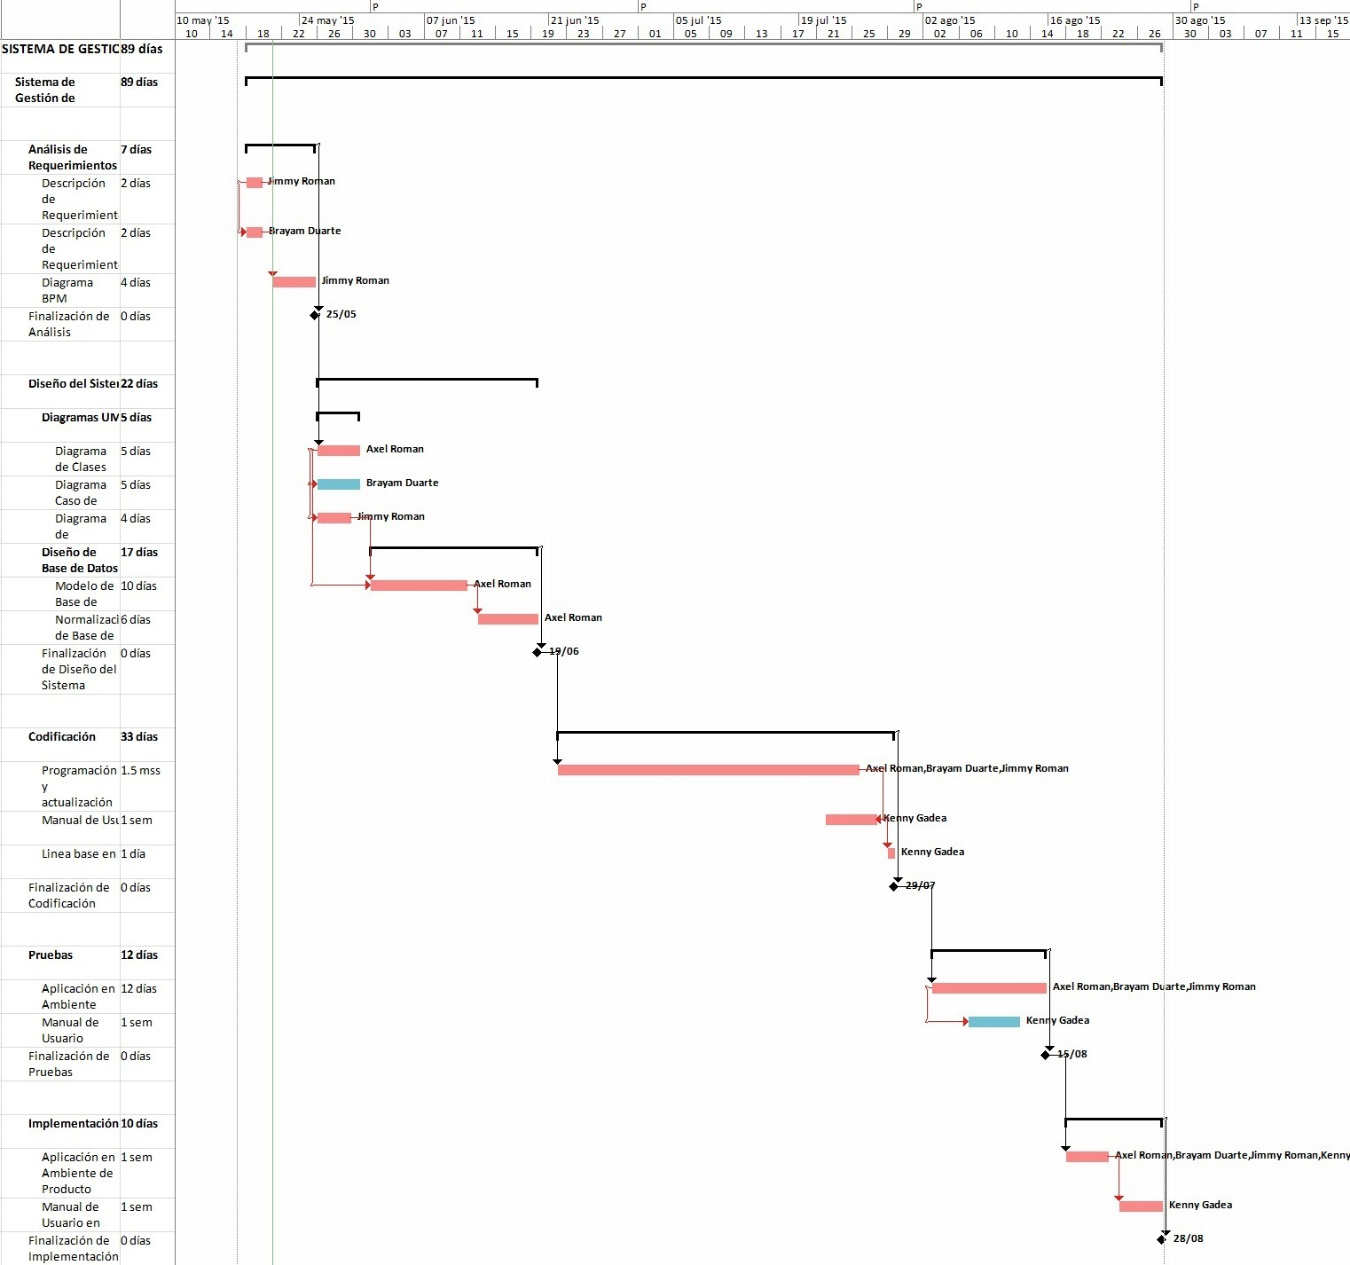 P P P P
10 may '15 24 may '15 07 jun '15 21 jun '15 05 jul '15 19 jul '15 02 ago '15 16 ago '15 30 ago '15 13 sep '15
10 14 18 22 26 30 03 07 11 15 19 23 27 01 05 09 13 17 21 25 29 02 06 10 14 18 22 26 30 03 07 11 15
SISTEMA DE GESTIC 89 días
Sistema de 89 días
Gestión de
Análisis de 7 días
Requerimientos
Descripción 2 días Jimmy Roman
de
Requerimient
Descripción 2 días Brayam Duarte
de
Requerimient
Diagrama 4 días Jimmy Roman
BPM
Finalización de 0 días 25/05
Análisis
Diseño del Sister 22 días
Diagramas UM 5 días
Diagrama 5 días Axel Roman
de Clases
Diagrama 5 días Brayam Duarte
Caso de
Diagrama 4 días Jimmy Roman
de
Diseño de 17 días
Base de Datos
Modelo de 10 días Axel Roman
Base de
Normalizaci 6 días Axel Roman
de Base de
Finalización 0 días 19/06
de Diseño del
Sistema
Codificación 33 días
Programación 1.5 mss Axel Roman,Brayam Duarte,Jimmy Roman
y
actualización
Manual de Usu 1 sem Kenny Gadea
Linea base en 1 día Kenny Gadea
Finalización de 0 días 29/07
Codificación
Pruebas 12 días
Aplicación en 12 días Axel Roman,Brayam Duarte,Jimmy Roman
Ambiente
Manual de 1 sem Kenny Gadea
Usuario
Finalización de 0 días 15/08
Pruebas
Implementación 10 días
Aplicación en 1 sem Axel Roman,Brayam Duarte,Jimmy Roman,Kenny
Ambiente de
Producto
Manual de 1 sem Kenny Gadea
Usuario en
Finalización de 0 días 28/08
Implementación